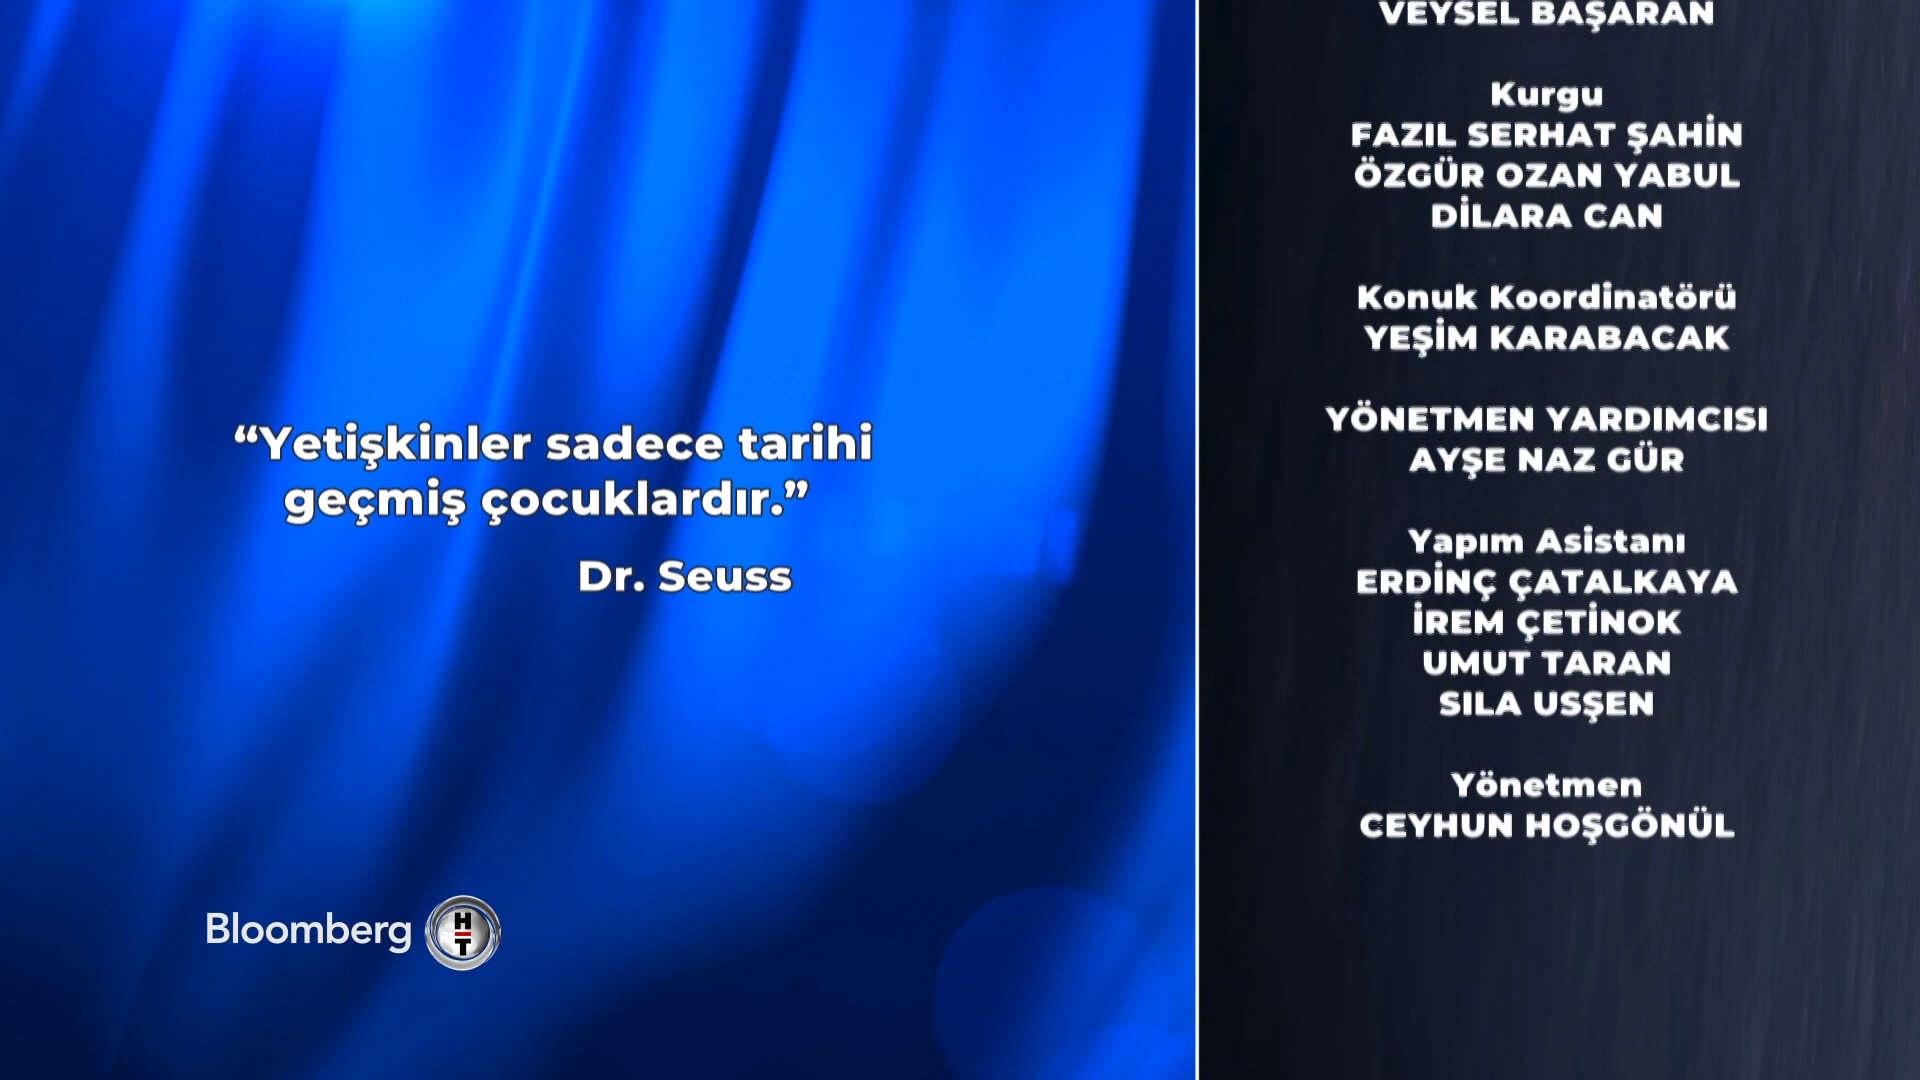 “Yetişkinler sadece tarihi
geçmiş çocuklardır.”
Dr. Seuss
Bloomberg HT
VEYSEL BAŞARAN
Kurgu
FAZIL SERHAT ŞAHİN
ÖZGÜR OZAN YABUL
DİLARA CAN
Konuk Koordinatörü
YEŞİM KARABACAK
YÖNETMEN YARDIMCISI
AYŞE NAZ GÜR
Yapım Asistanı
ERDİNÇ ÇATALKAYA
İREM ÇETİNOK
UMUT TARAN
SILA USŞEN
Yönetmen
CEYHUN HOŞGÖNÜL